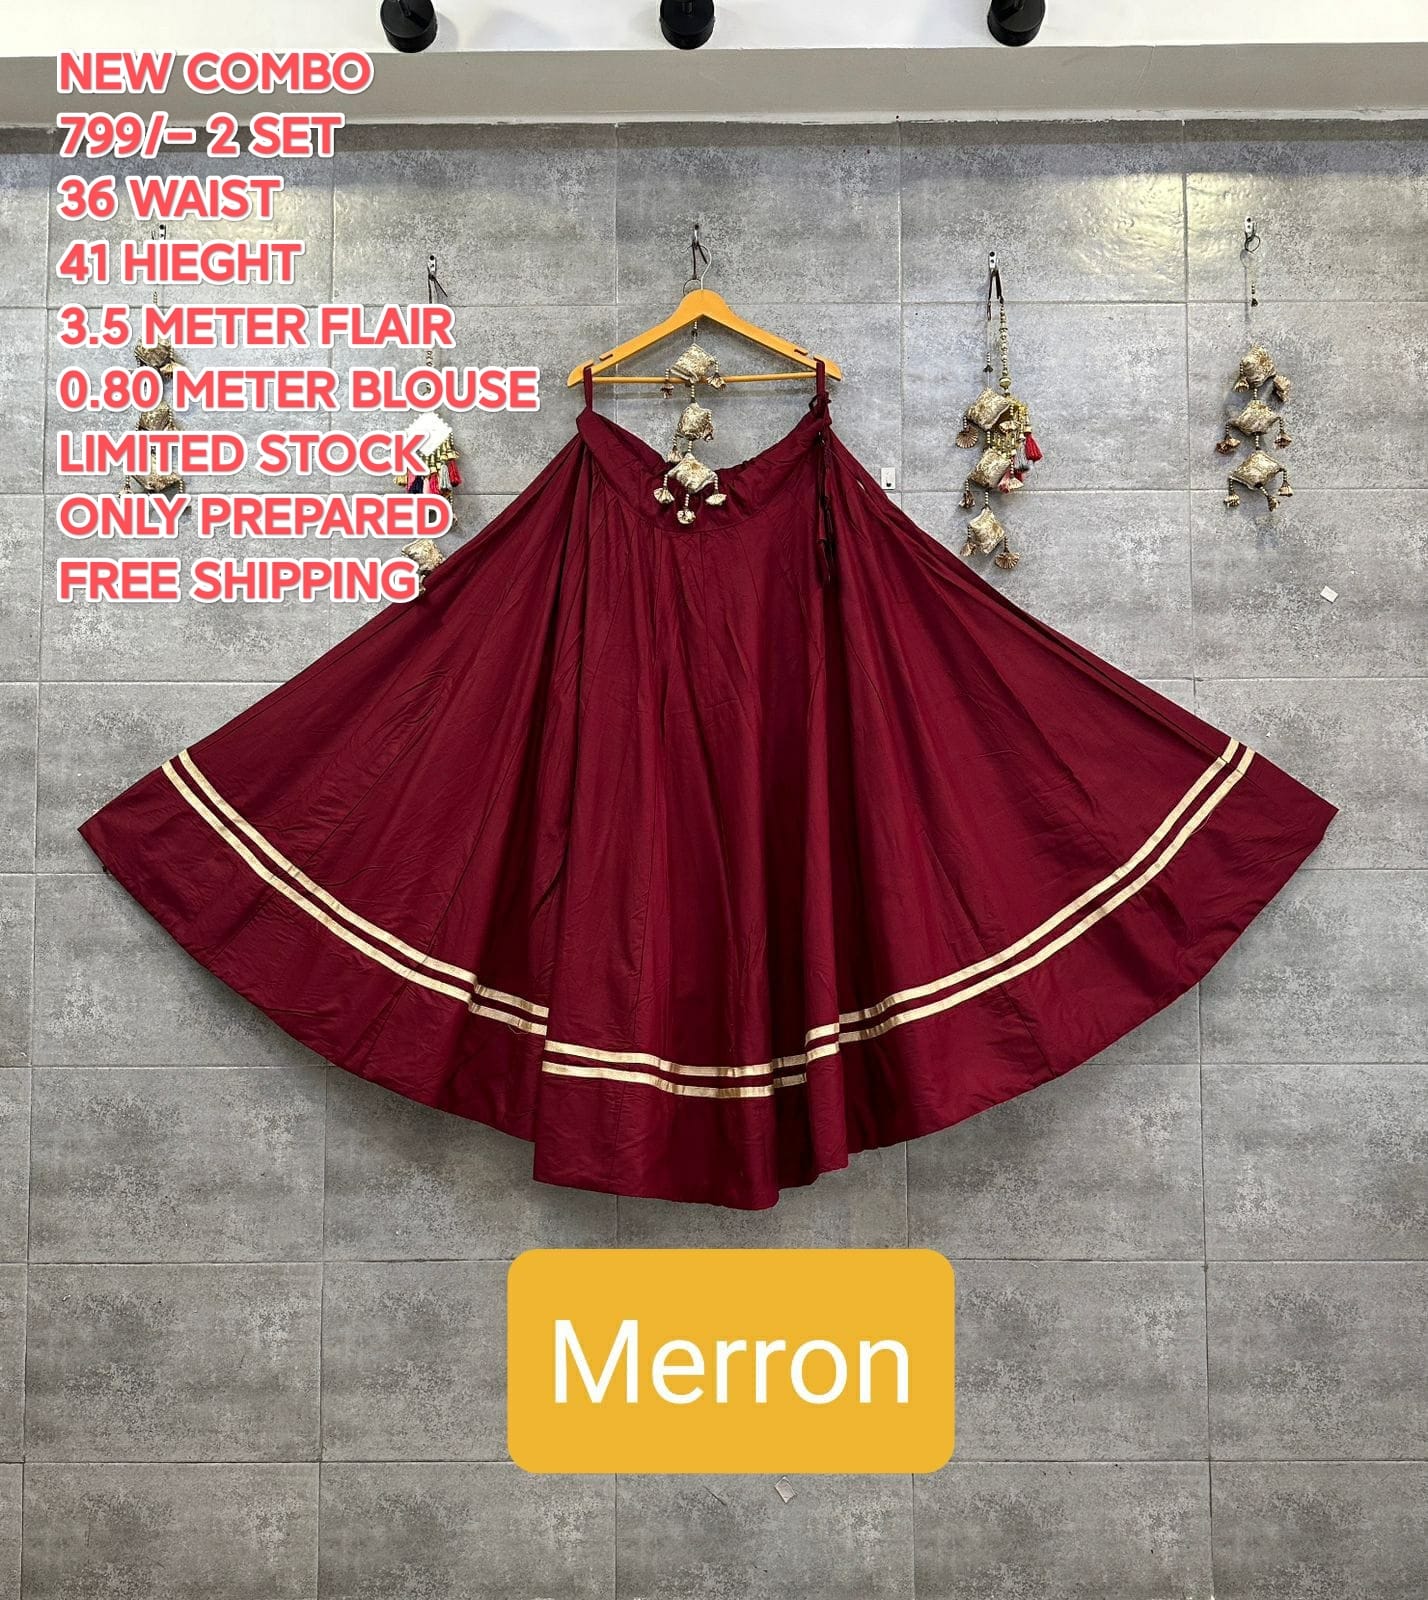 NEW COMBO
799/- 2 SET
36 WAIST
41 HIEGHT
3.5 METER FLAIR
0.80 METER BLOUSE
LIMITED STOCK
ONLY PREPARED
FREE SHIPPING
Merron